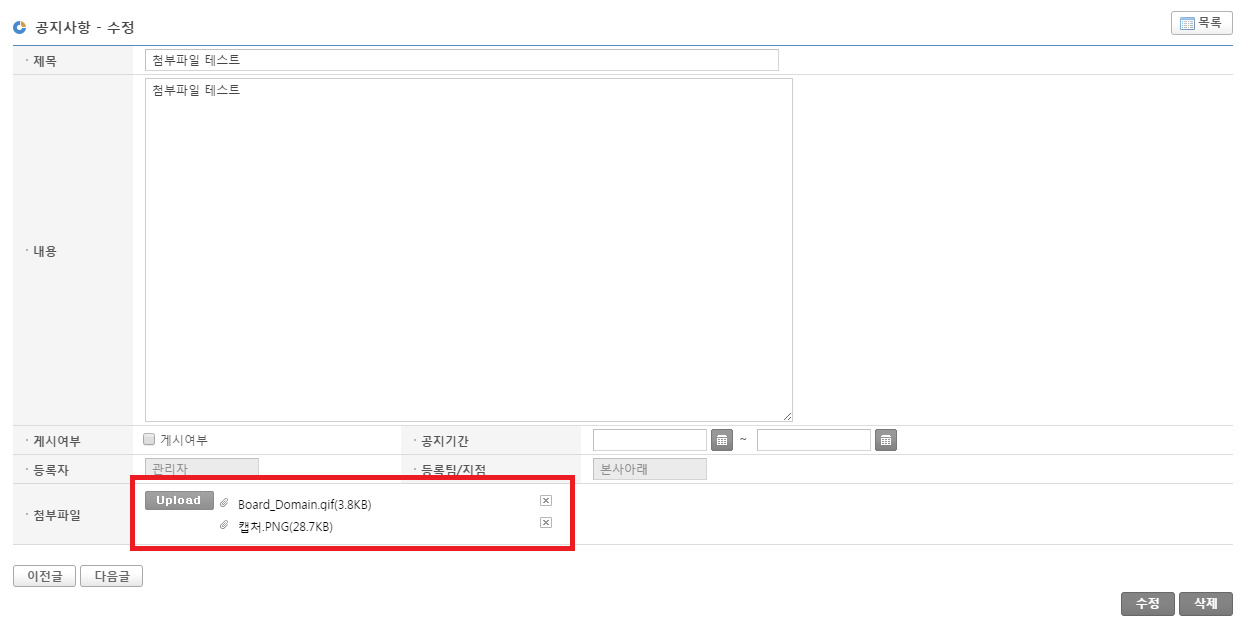 공지사항 - 수정
목록
· 제목
첨부파일 테스트
첨부파일 테스트
· 내용
· 게시여부 게시여부 · 공지기간 ~
· 등록자 관리자 · 등록팀/지점 본사아래
· 첨부파일
Upload Board_Domain.gif(3.8KB)
캡처.PNG(28.7KB)
이전글 다음글
수정 삭제